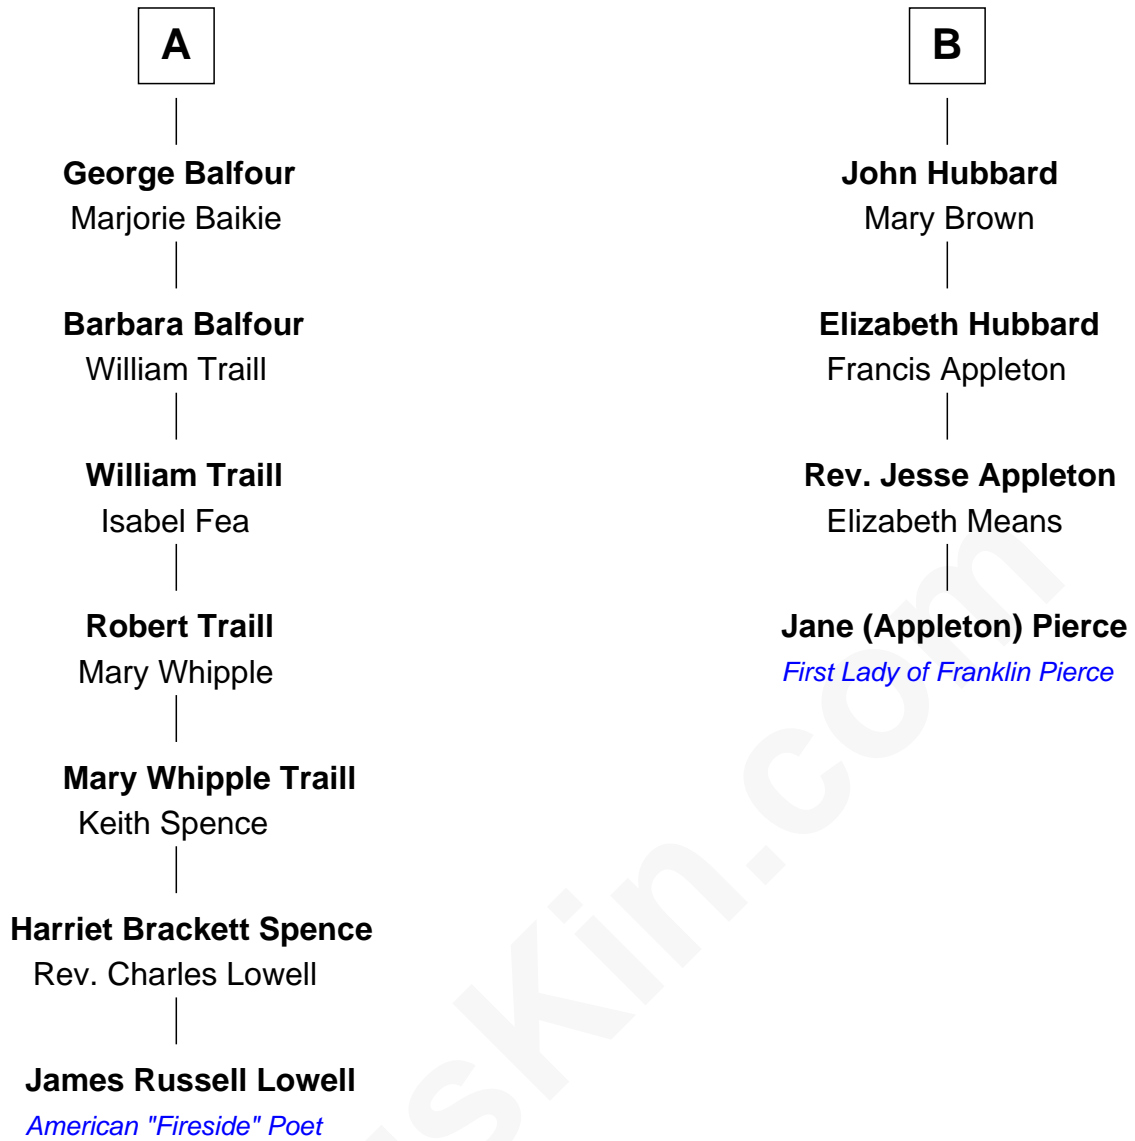 A
George Balfour
Marjorie Baikie
Barbara Balfour
William Traill
William Traill
Isabel Fea
Robert Traill
Mary Whipple
Mary Whipple Traill
Keith Spence
Harriet Brackett Spence
Rev. Charles Lowell
James Russell Lowell
American "Fireside" Poet
B
John Hubbard
Mary Brown
Elizabeth Hubbard
Francis Appleton
Rev. Jesse Appleton
Elizabeth Means
Jane (Appleton) Pierce
First Lady of Franklin Pierce
usKin.com